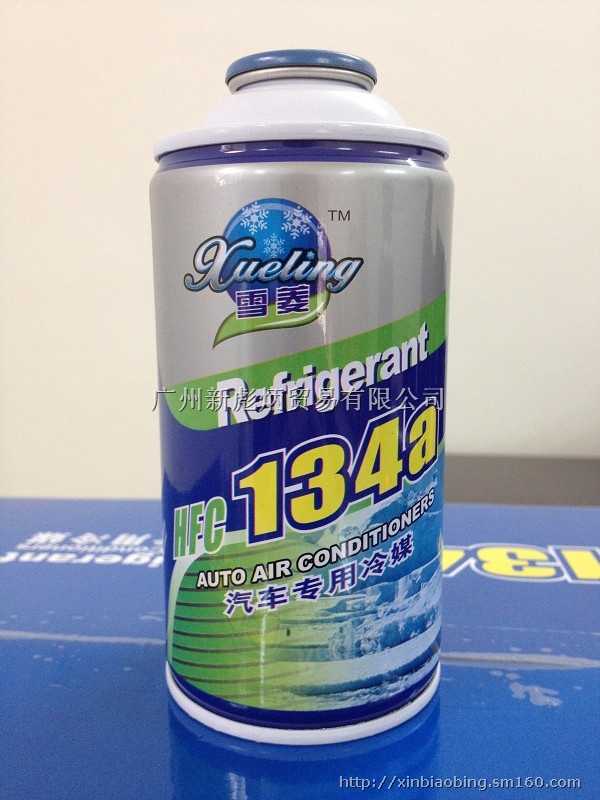 TM
Xueling
雪菱
Refrigerant
广州新彪炳贸易有限公司
HFC 134a
AUTO AIR CONDITIONERS
汽车专用冷媒
http://xinbiaobing.sm160.com